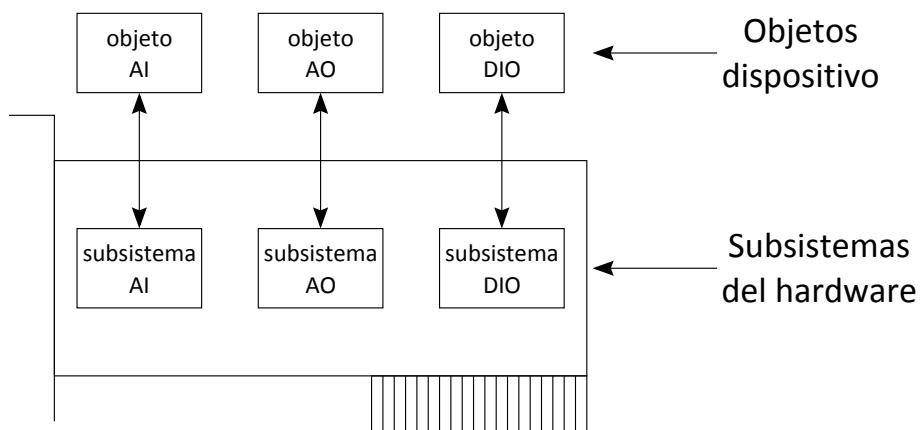 objeto
AI
objeto
AO
objeto
DIO
Objetos
dispositivo
subsistema
AI
subsistema
AO
subsistema
DIO
Subsistemas
del hardware